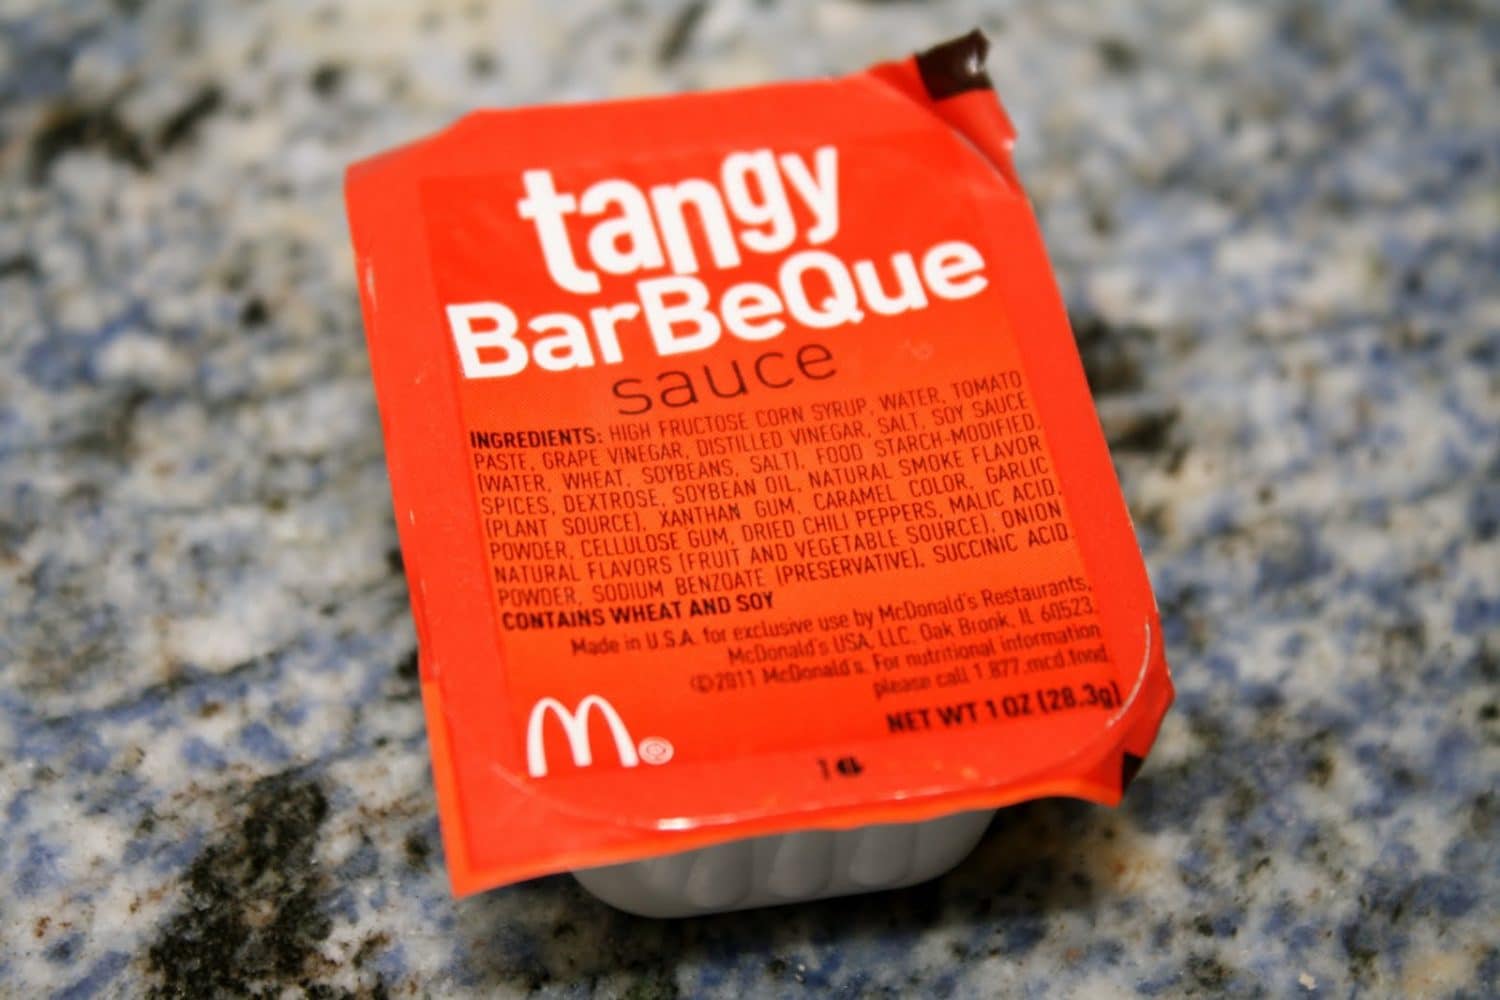 tangy
BarBeQue
sauce
INGREDIENTS: HIGH FRUCTOSE CORN SYRUP, WATER, TOMATO
PASTE, GRAPE VINEGAR, DISTILLED VINEGAR, SALT, SOY SAUCE
(WATER, WHEAT, SOYBEANS, SALT), FOOD STARCH-MODIFIED,
SPICES, DEXTROSE, SOYBEAN OIL, NATURAL SMOKE FLAVOR
(PLANT SOURCE), XANTHAN GUM, CARAMEL COLOR, GARLIC
POWDER, CELLULOSE GUM, DRIED CHILI PEPPERS, MALIC ACID,
NATURAL FLAVORS (FRUIT AND VEGETABLE SOURCE), ONION
POWDER, SODIUM BENZOATE (PRESERVATIVE), SUCCINIC ACID.
CONTAINS WHEAT AND SOY
Made in U.S.A. for exclusive use by McDonald's Restaurants,
McDonald's USA, LLC. Oak Brook, IL 60523.
©2011 McDonald's. For nutritional information
please call 1.877.mcd.food
NET WT 1 OZ (28.3g)
M®
1